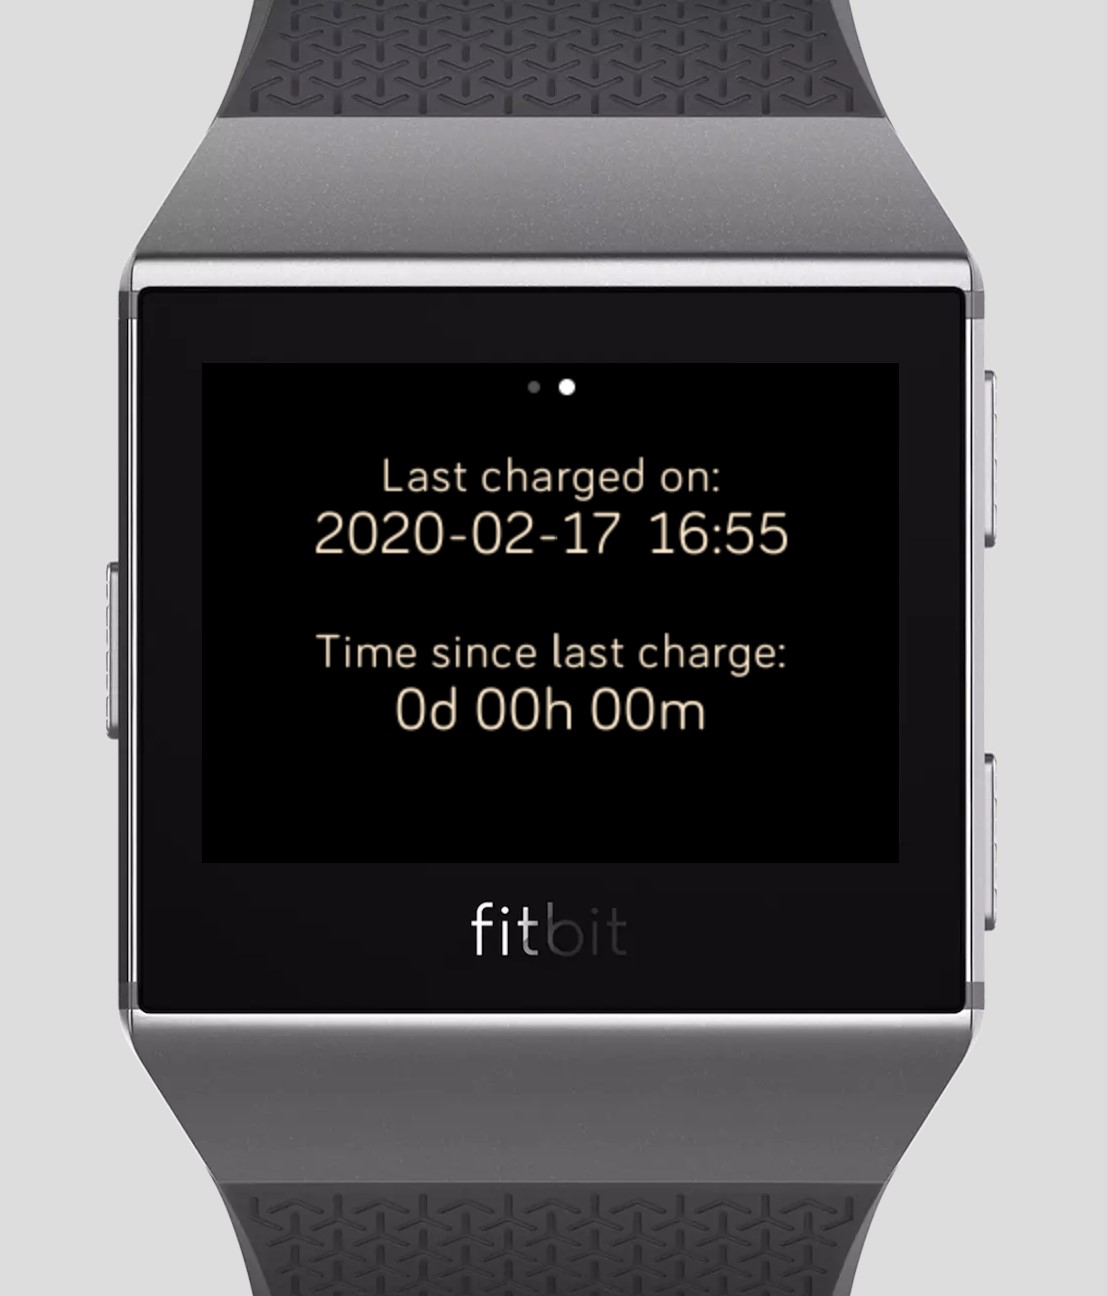 Last charged on:
2020-02-17 16:55
Time since last charge:
0d 00h 00m
fitbit